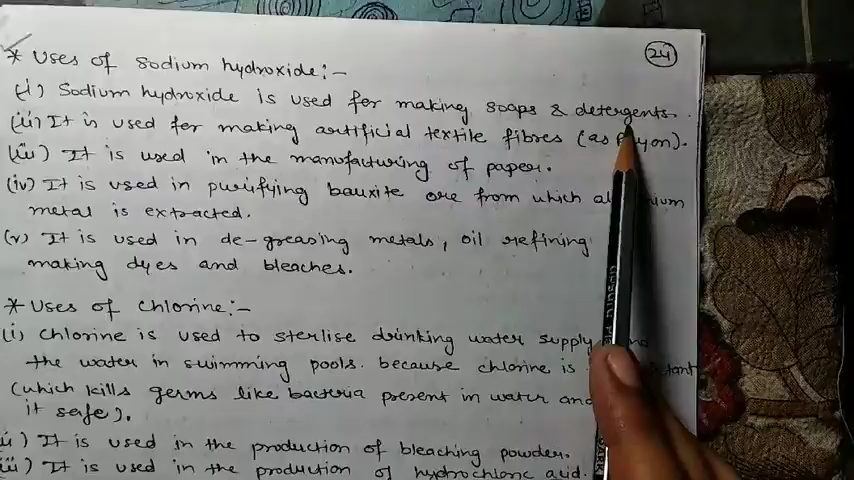 24
* Uses of Sodium hydroxide:-
(i) Sodium hydroxide is used for making soaps & detergents.
(ii) It is used for making artificial textile fibres (as yon).
(iii) It is used in the manufacturing of paper.
(iv) It is used in purifying bauxite ore from which al ium
metal is extracted.
(v) It is used in de-greasing metals, oil refining
making dyes and bleaches.
* Uses of Chlorine:-
(i) Chlorine is used to sterlise drinking water supply
the water in swimming pools. because chlorine is
(which kills germs like bacteria present in water and
it safe).
ii) It is used in the production of bleaching powder.
iii) It is used in the production of hydrochloric acid.